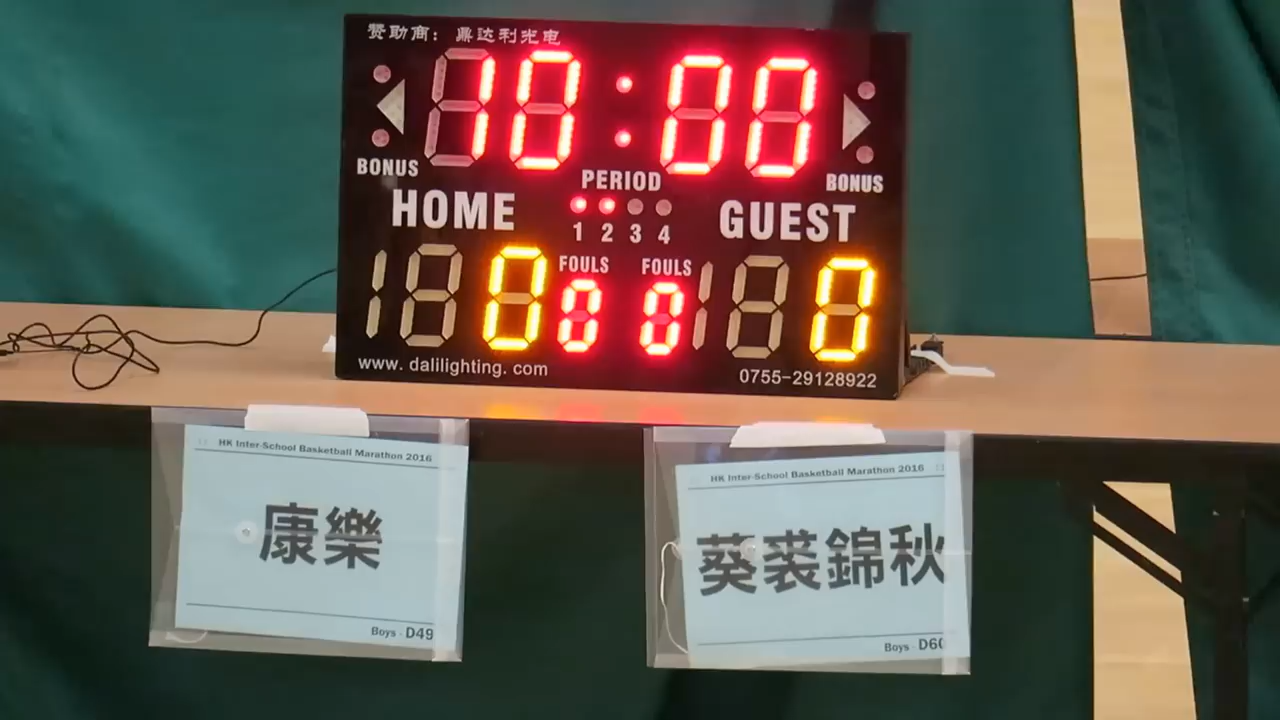 赞助商：鼎达利光电
10:00
BONUS
PERIOD
BONUS
HOME
1 2 3 4
GUEST
FOULS FOULS
0 0 0 0
www.dalilighting.com
0755-29128922
HK Inter-School Basketball Marathon 2016
康樂
Boys - D49
HK Inter-School Basketball Marathon 2016
葵裘錦秋
Boys - D60